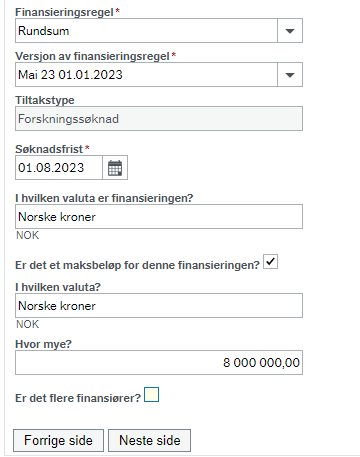 Finansieringsregel*
Rundsum
Versjon av finansieringsregel*
Mai 23 01.01.2023
Tiltakstype
Forskningssøknad
Søknadsfrist*
01.08.2023
I hvilken valuta er finansieringen?
Norske kroner
NOK
Er det et maksbeløp for denne finansieringen?
I hvilken valuta?
Norske kroner
NOK
Hvor mye?
8 000 000,00
Er det flere finansiører?
Forrige side Neste side